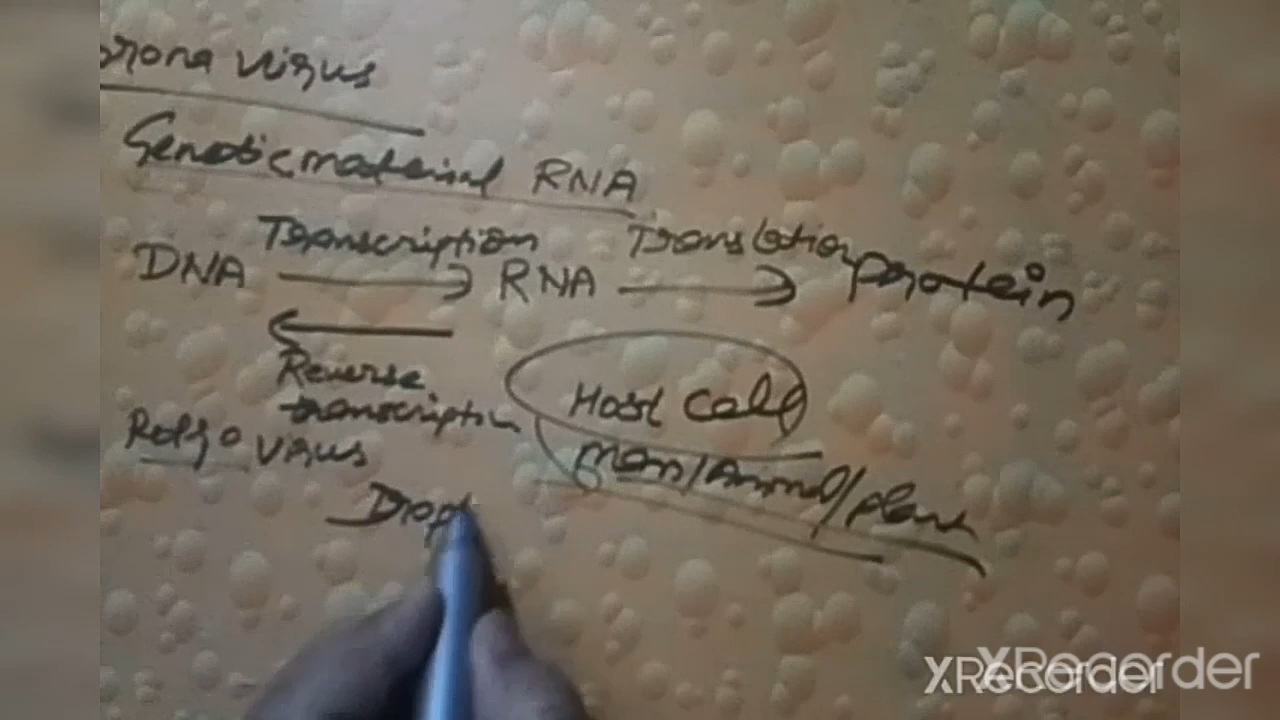 orona virus
Genetic material RNA
Transcription Translation
DNA RNA protein
Reverse
transcription
Host Cell
virus
Man/Animal/plant
Drop
XRecorder
XRecorder